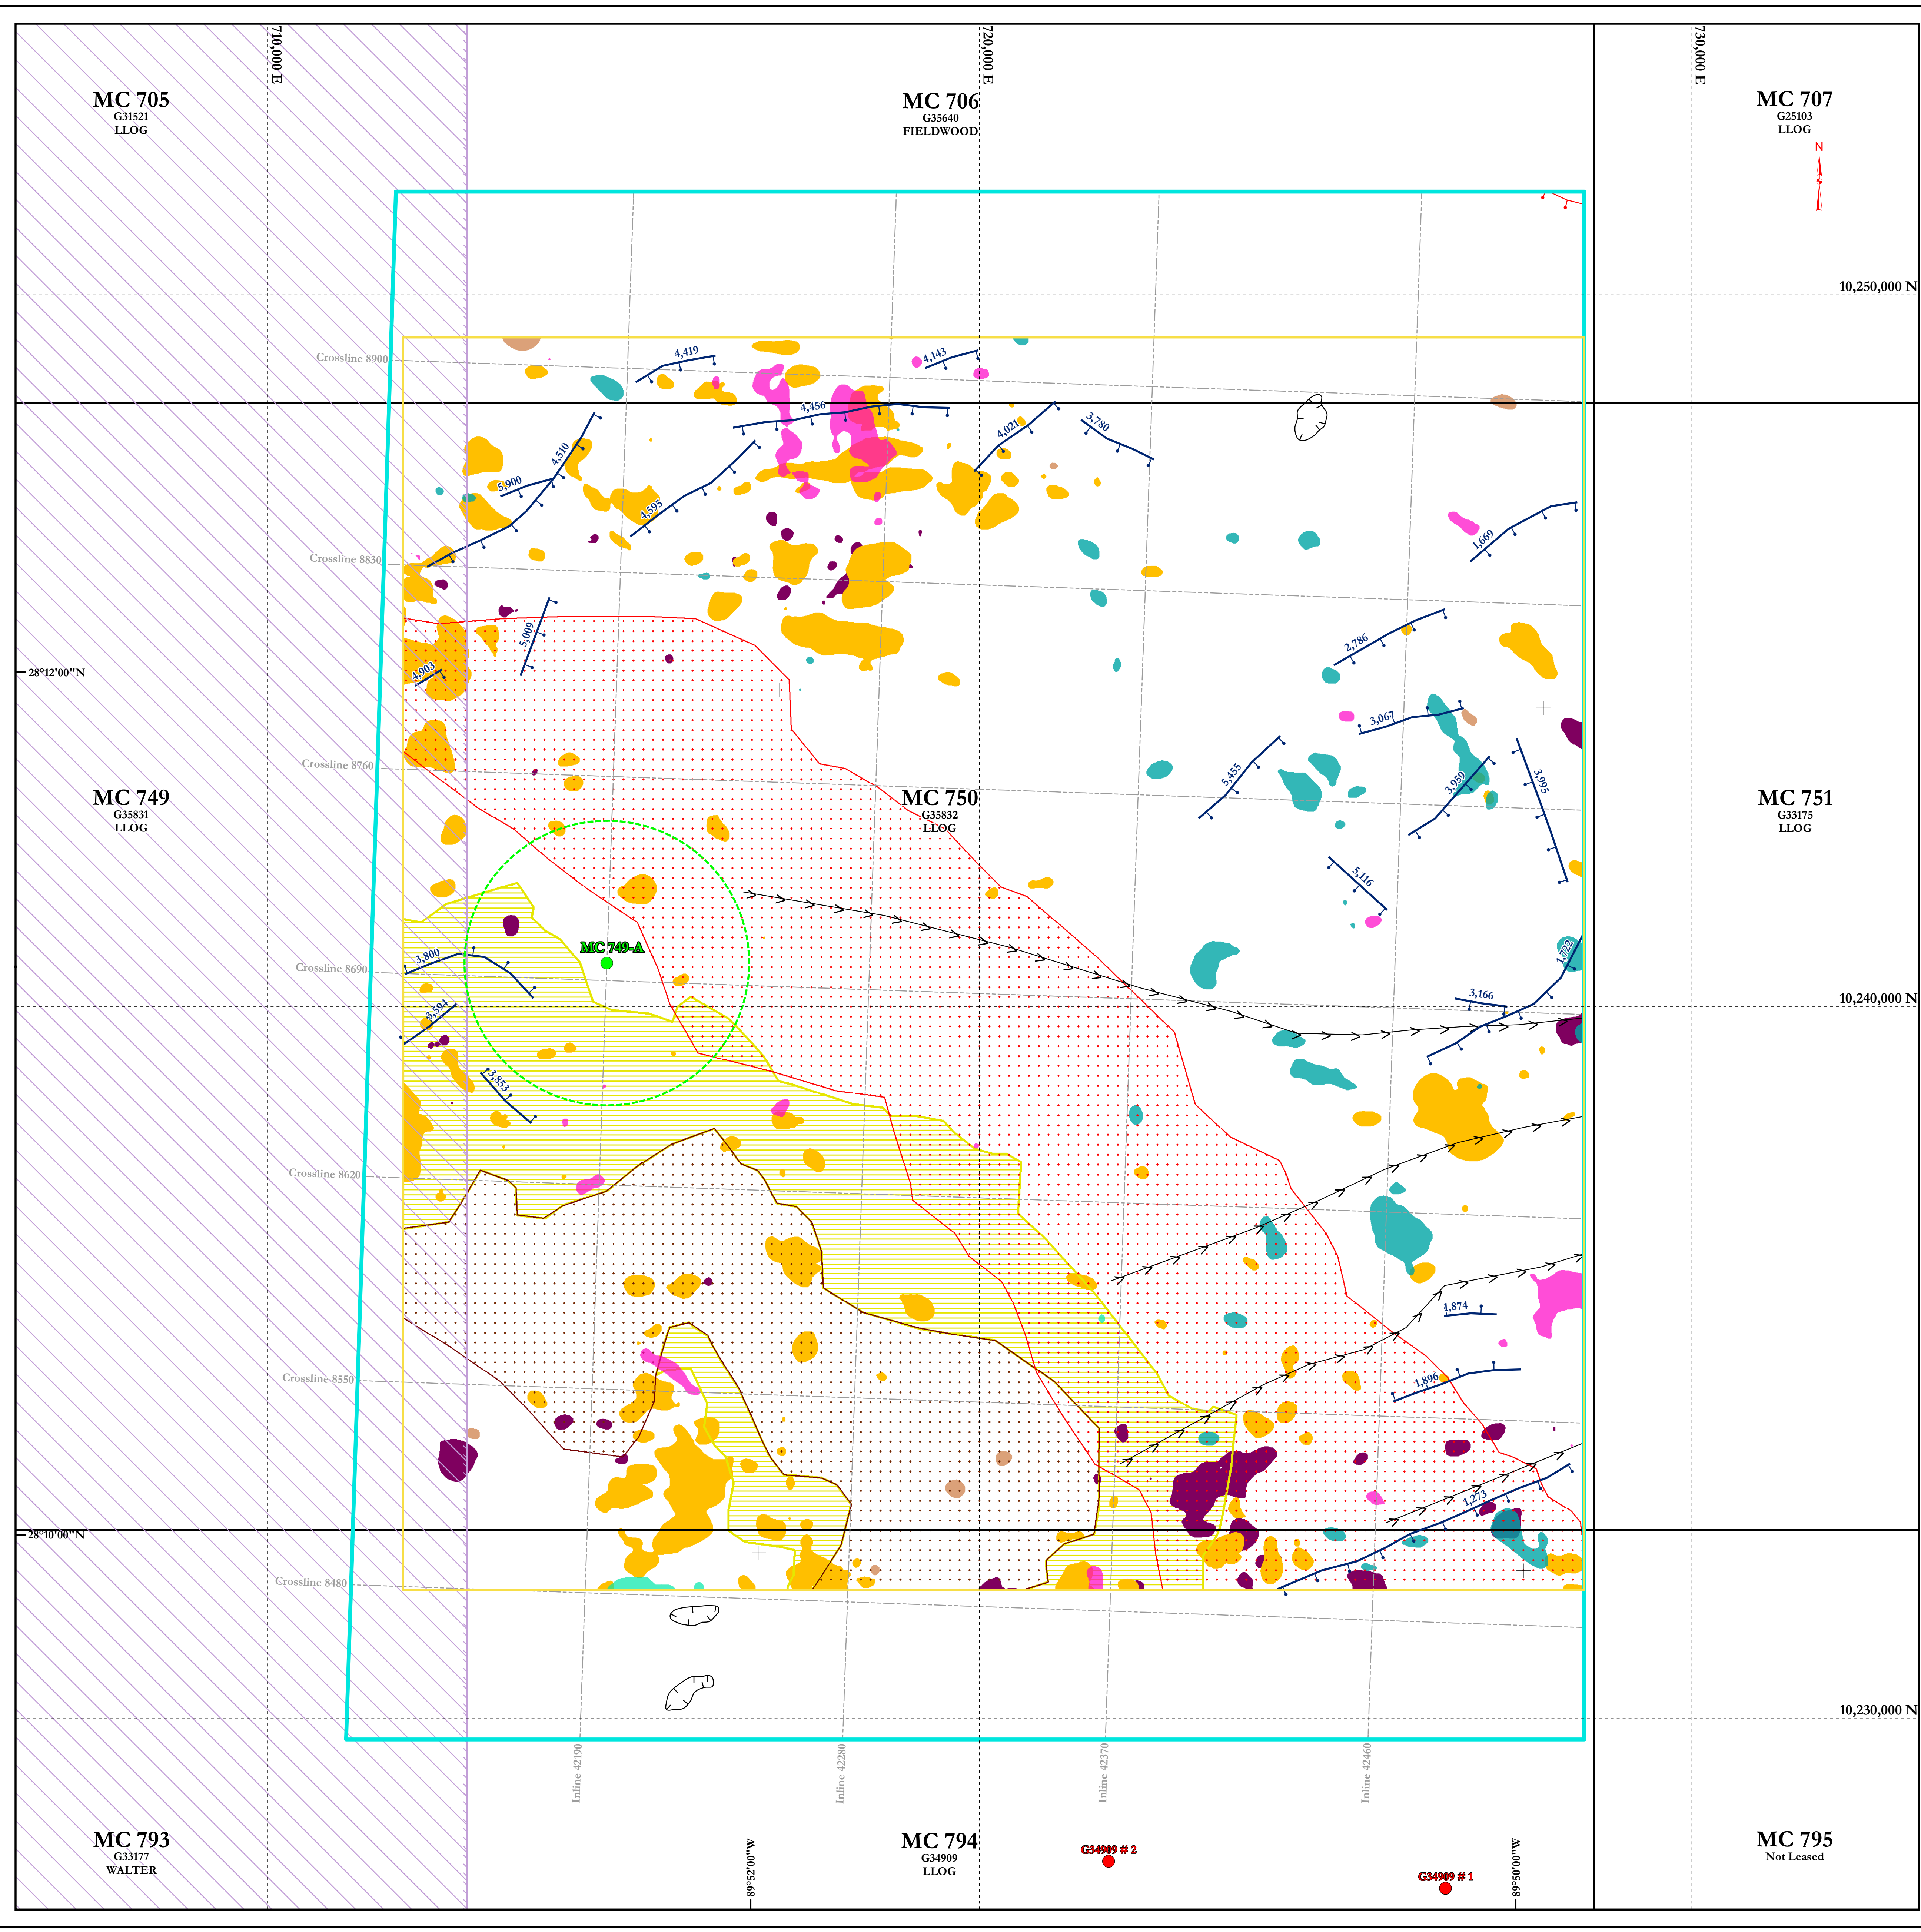 710,000 E
720,000 E
730,000 E
MC 705
G31521
LLOG
MC 706
G35640
FIELDWOOD
MC 707
G25103
LLOG
N
10,250,000 N
Crossline 8900
4,419
4,143
4,456
4,021
3,780
4,510
5,900
4,595
1,669
Crossline 8830
5,009
2,786
28°12'00"N
4,903
3,067
Crossline 8760
5,455
3,959
3,995
MC 749
G35831
LLOG
MC 750
G35832
LLOG
MC 751
G33175
LLOG
5,116
MC 749-A
3,800
1,722
Crossline 8690
3,166
10,240,000 N
3,594
3,853
Crossline 8620
1,874
Crossline 8550
1,896
1,273
28°10'00"N
Crossline 8480
10,230,000 N
Inline 42190
Inline 42280
Inline 42370
Inline 42460
MC 793
G33177
WALTER
89°52'00"W
MC 794
G34909
LLOG
G34909 # 2
G34909 # 1
89°50'00"W
MC 795
Not Leased